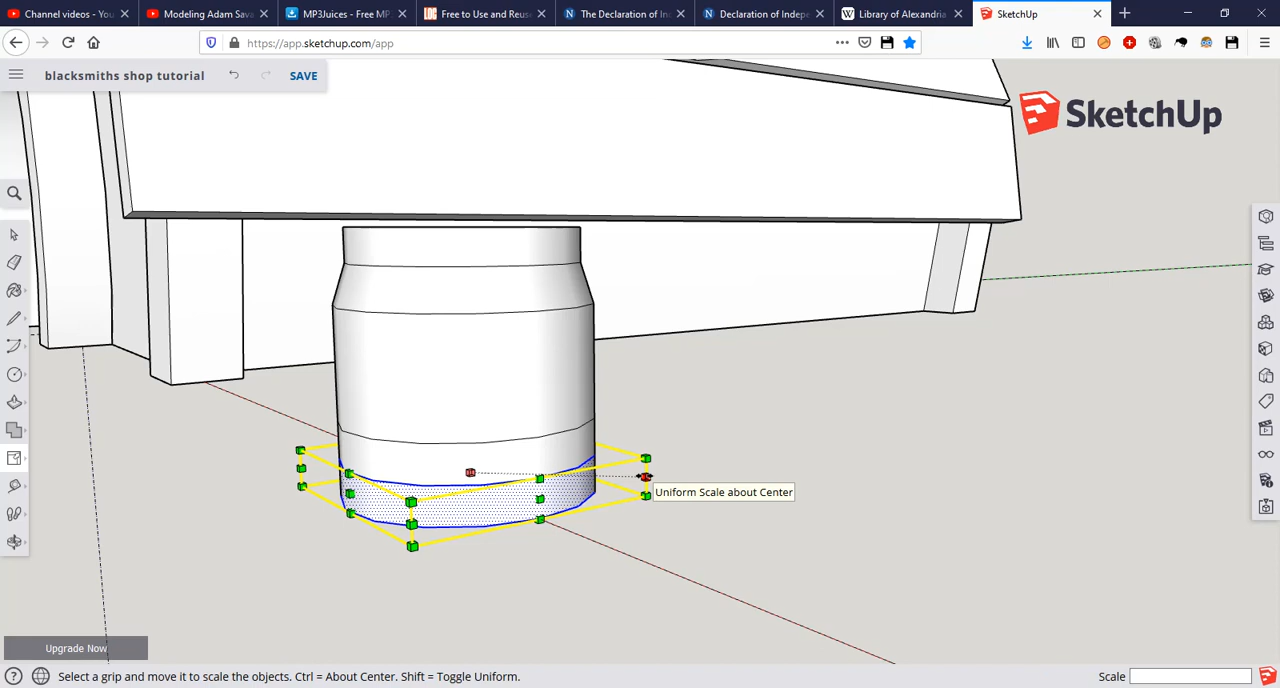 Channel videos - You
Modeling Adam Sava
MP3Juices - Free MP
Free to Use and Reus
The Declaration of In
Declaration of Indepe
Library of Alexandria
SketchUp
https://app.sketchup.com/app
blacksmiths shop tutorial
SAVE
SketchUp
Uniform Scale about Center
Upgrade Now
Select a grip and move it to scale the objects. Ctrl = About Center. Shift = Toggle Uniform.
Scale